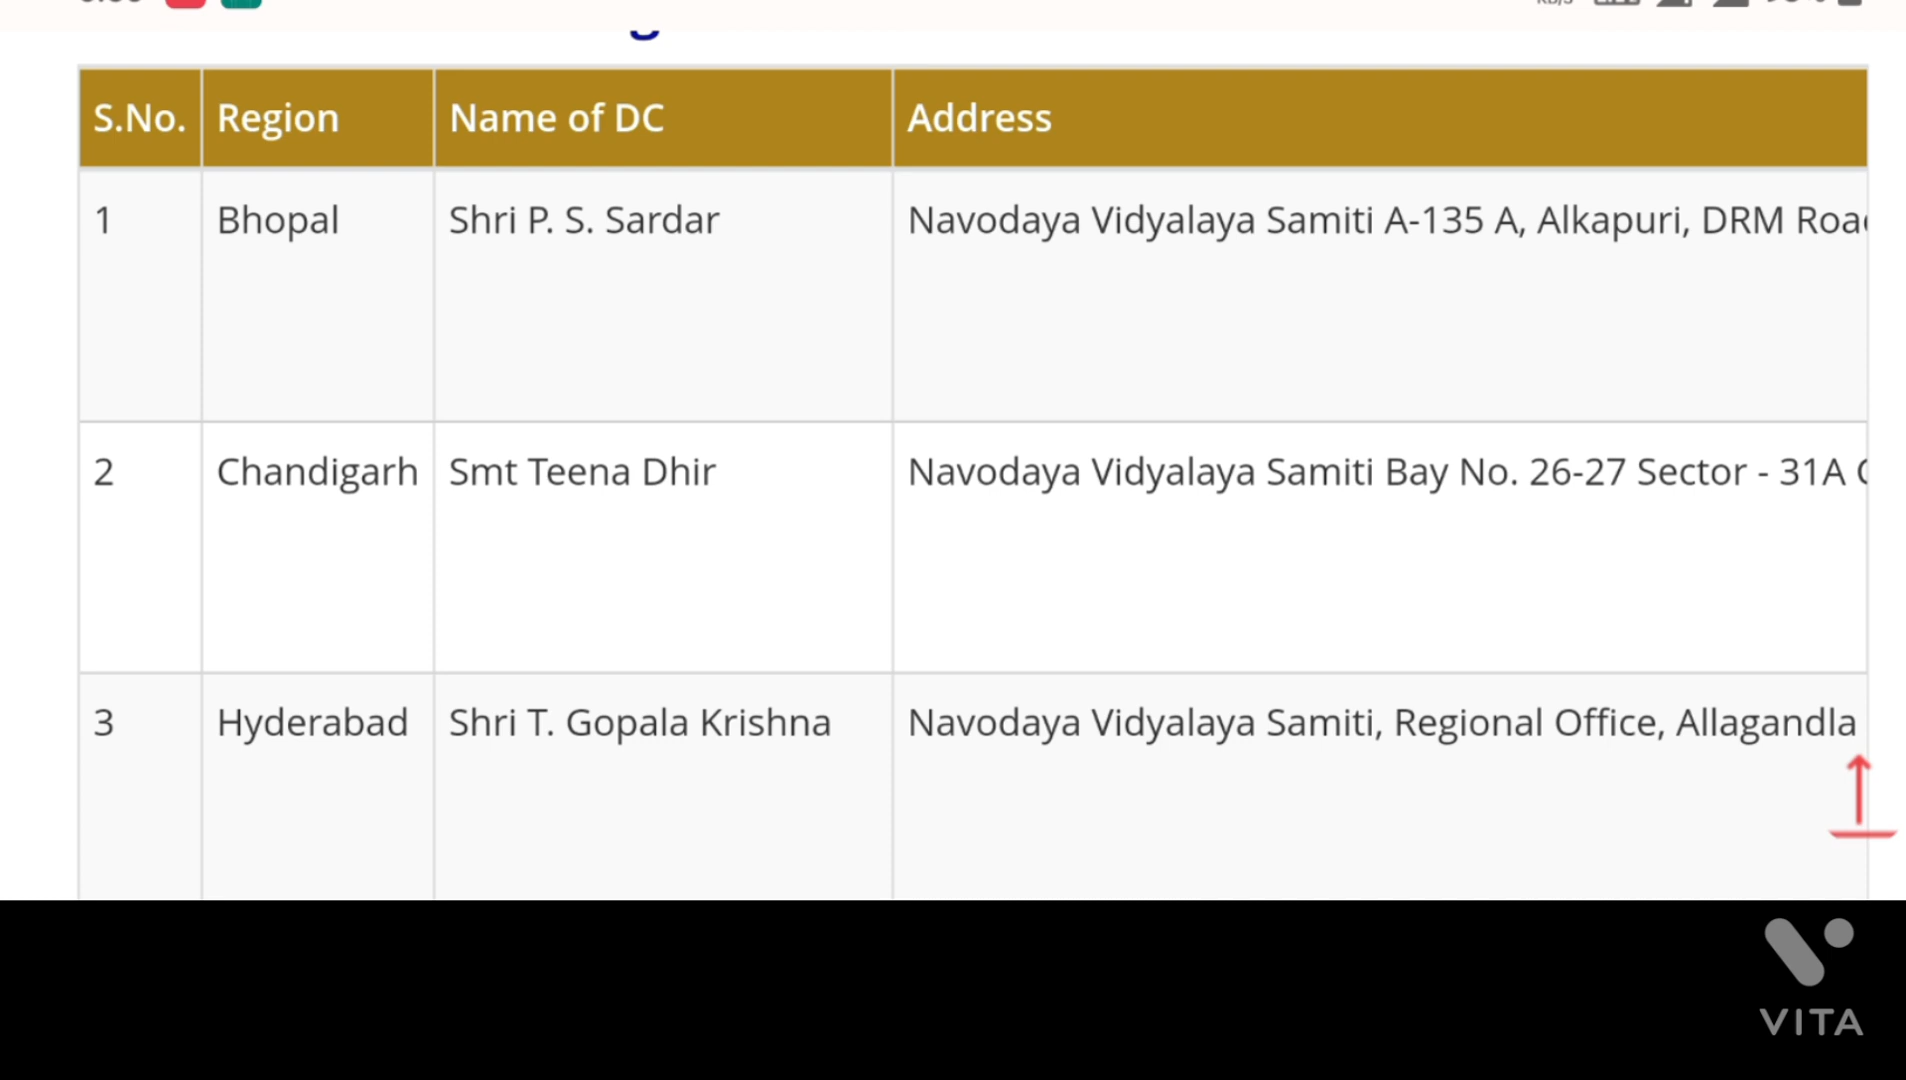 S.No. Region Name of DC Address
1 Bhopal Shri P. S. Sardar Navodaya Vidyalaya Samiti A-135 A, Alkapuri, DRM
2 Chandigarh Smt Teena Dhir Navodaya Vidyalaya Samiti Bay No. 26-27 Sector - 31A
3 Hyderabad Shri T. Gopala Krishna Navodaya Vidyalaya Samiti, Regional Office, Allagandla
VITA